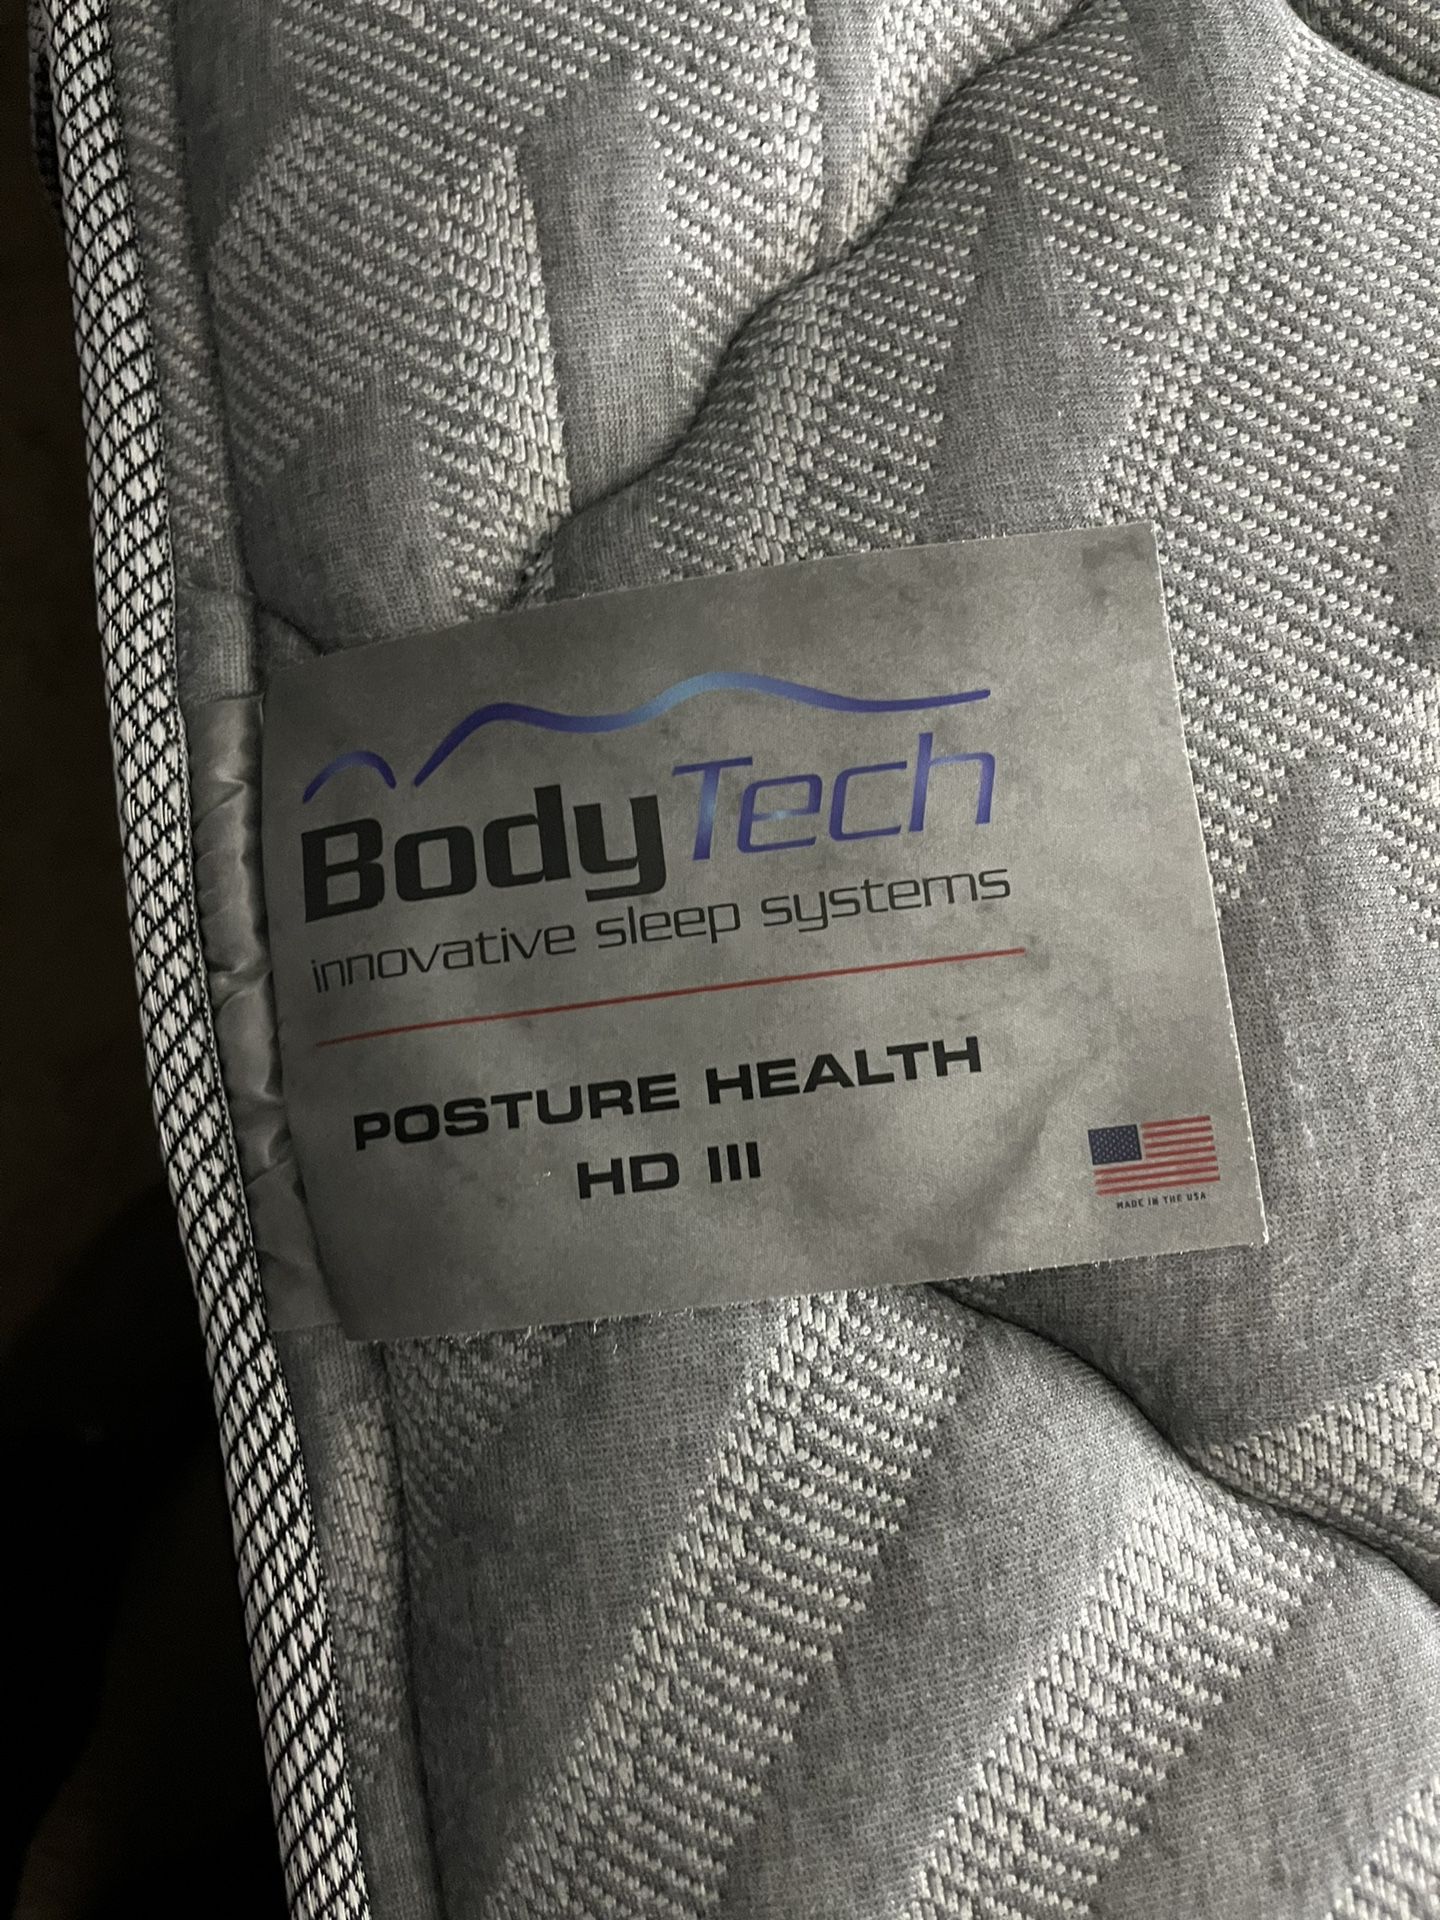 BodyTech
innovative sleep systems
POSTURE HEALTH
HD III
MADE IN THE USA